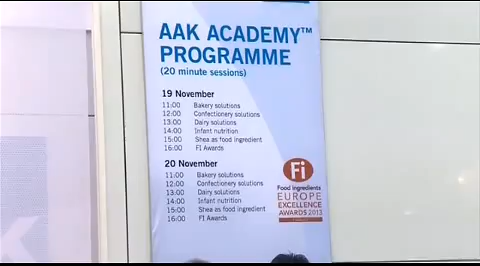 AAK ACADEMY™
PROGRAMME
(20 minute sessions)
19 November
11:00 Bakery solutions
12:00 Confectionery solutions
13:00 Dairy solutions
14:00 Infant nutrition
15:00 Shea as food ingredient
16:00 FI Awards
20 November
11:00 Bakery solutions
12:00 Confectionery solutions
13:00 Dairy solutions
14:00 Infant nutrition
15:00 Shea as food ingredient
16:00 FI Awards
Fi
Food ingredients
EUROPE
EXCELLENCE
AWARDS 2013